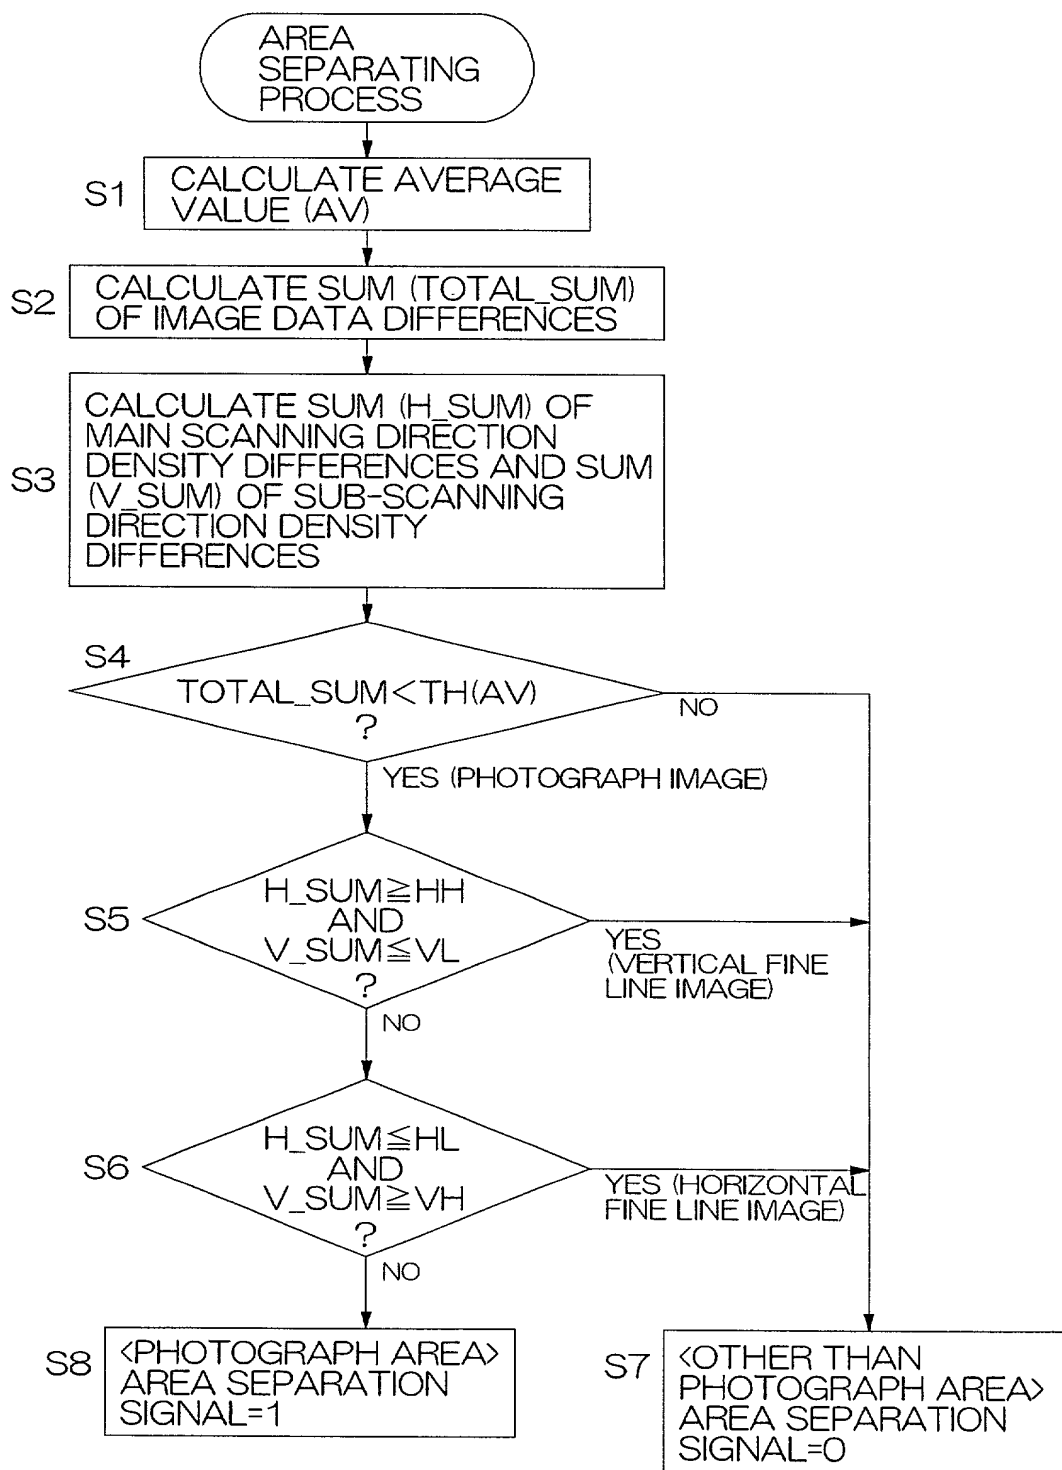 AREA
SEPARATING
PROCESS
S1
CALCULATE AVERAGE
VALUE (AV)
S2
CALCULATE SUM (TOTAL_SUM)
OF IMAGE DATA DIFFERENCES
S3
CALCULATE SUM (H_SUM) OF
MAIN SCANNING DIRECTION
DENSITY DIFFERENCES AND SUM
(V_SUM) OF SUB-SCANNING
DIRECTION DENSITY
DIFFERENCES
S4
TOTAL_SUM<TH(AV)
?
NO
YES (PHOTOGRAPH IMAGE)
S5
H_SUM≧HH
AND
V_SUM≦VL
?
YES
(VERTICAL FINE
LINE IMAGE)
NO
S6
H_SUM≦HL
AND
V_SUM≧VH
?
YES (HORIZONTAL
FINE LINE IMAGE)
NO
S8
<PHOTOGRAPH AREA>
AREA SEPARATION
SIGNAL=1
S7
<OTHER THAN
PHOTOGRAPH AREA>
AREA SEPARATION
SIGNAL=0